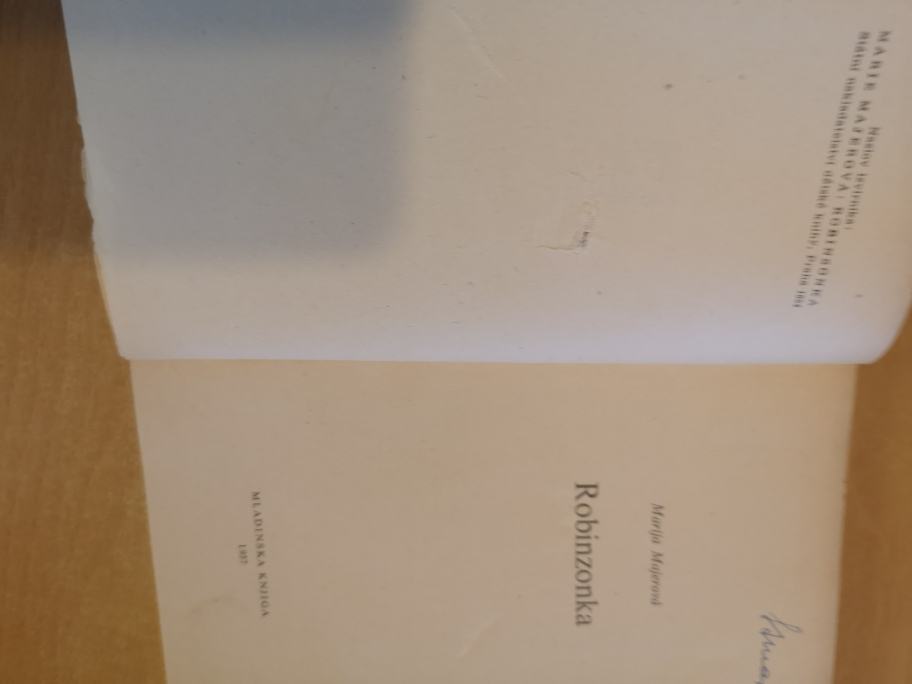 Naslov izvirnika:
MARIE MAJEROVÁ: ROBINSONKA
Státní nakladatelství dětské knihy, Praha
Marija Majerová
Robinzonka
MLADINSKA KNJIGA
1957